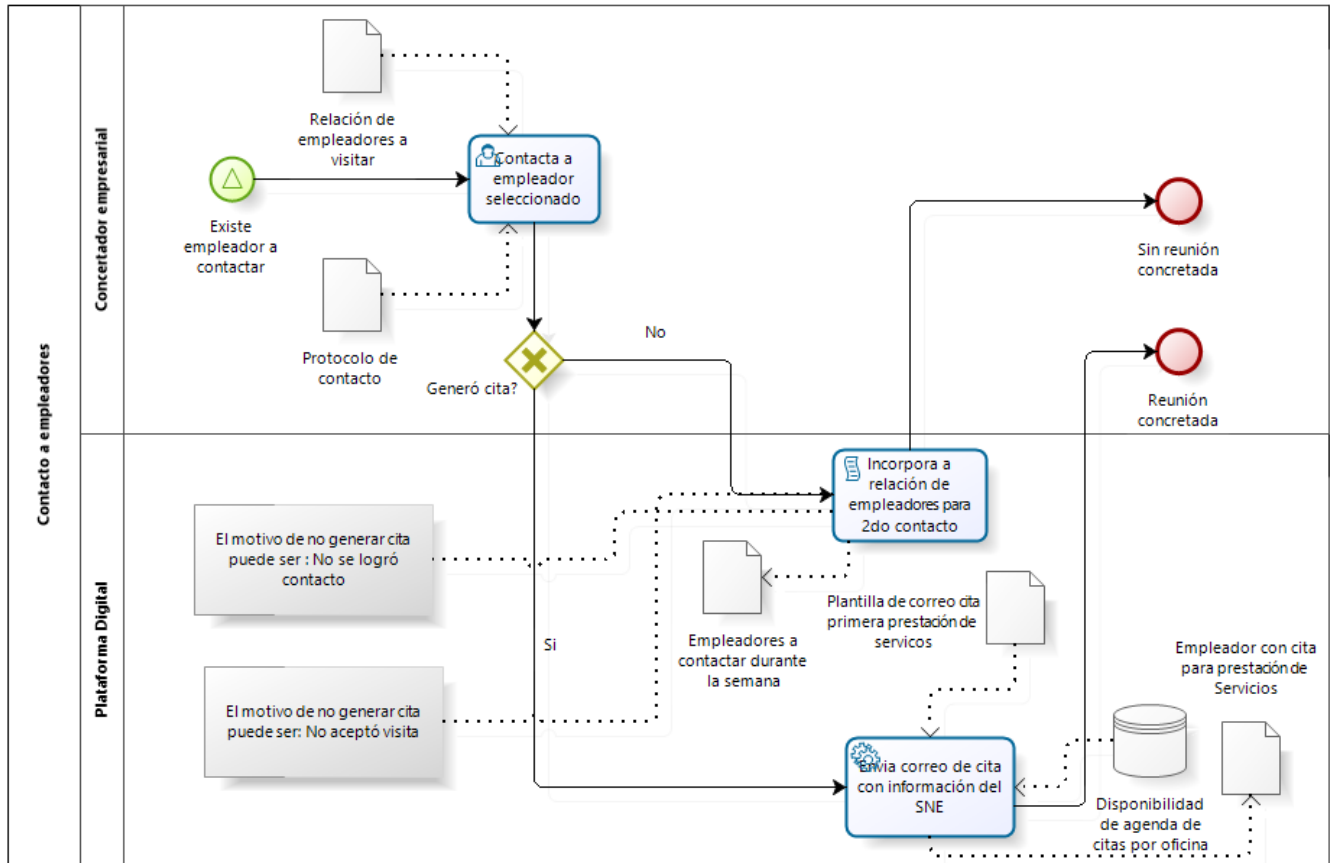 Contacto a empleadores
Concertador empresarial
Relación de
empleadores a
visitar
Contacta a
empleador
seleccionado
Existe
empleador a
contactar
Protocolo de
contacto
Generó cita?
No
Sin reunión
concretada
Reunión
concretada
Plataforma Digital
Incorpora a
relación de
empleadores para
2do contacto
El motivo de no generar cita
puede ser : No se logró
contacto
Si
Empleadores a
contactar durante
la semana
Plantilla de correo cita
primera prestación de
servicos
Empleador con cita
para prestación de
Servicios
El motivo de no generar cita
puede ser: No aceptó visita
Envia correo de cita
con información del
SNE
Disponibilidad
de agenda de
citas por oficina